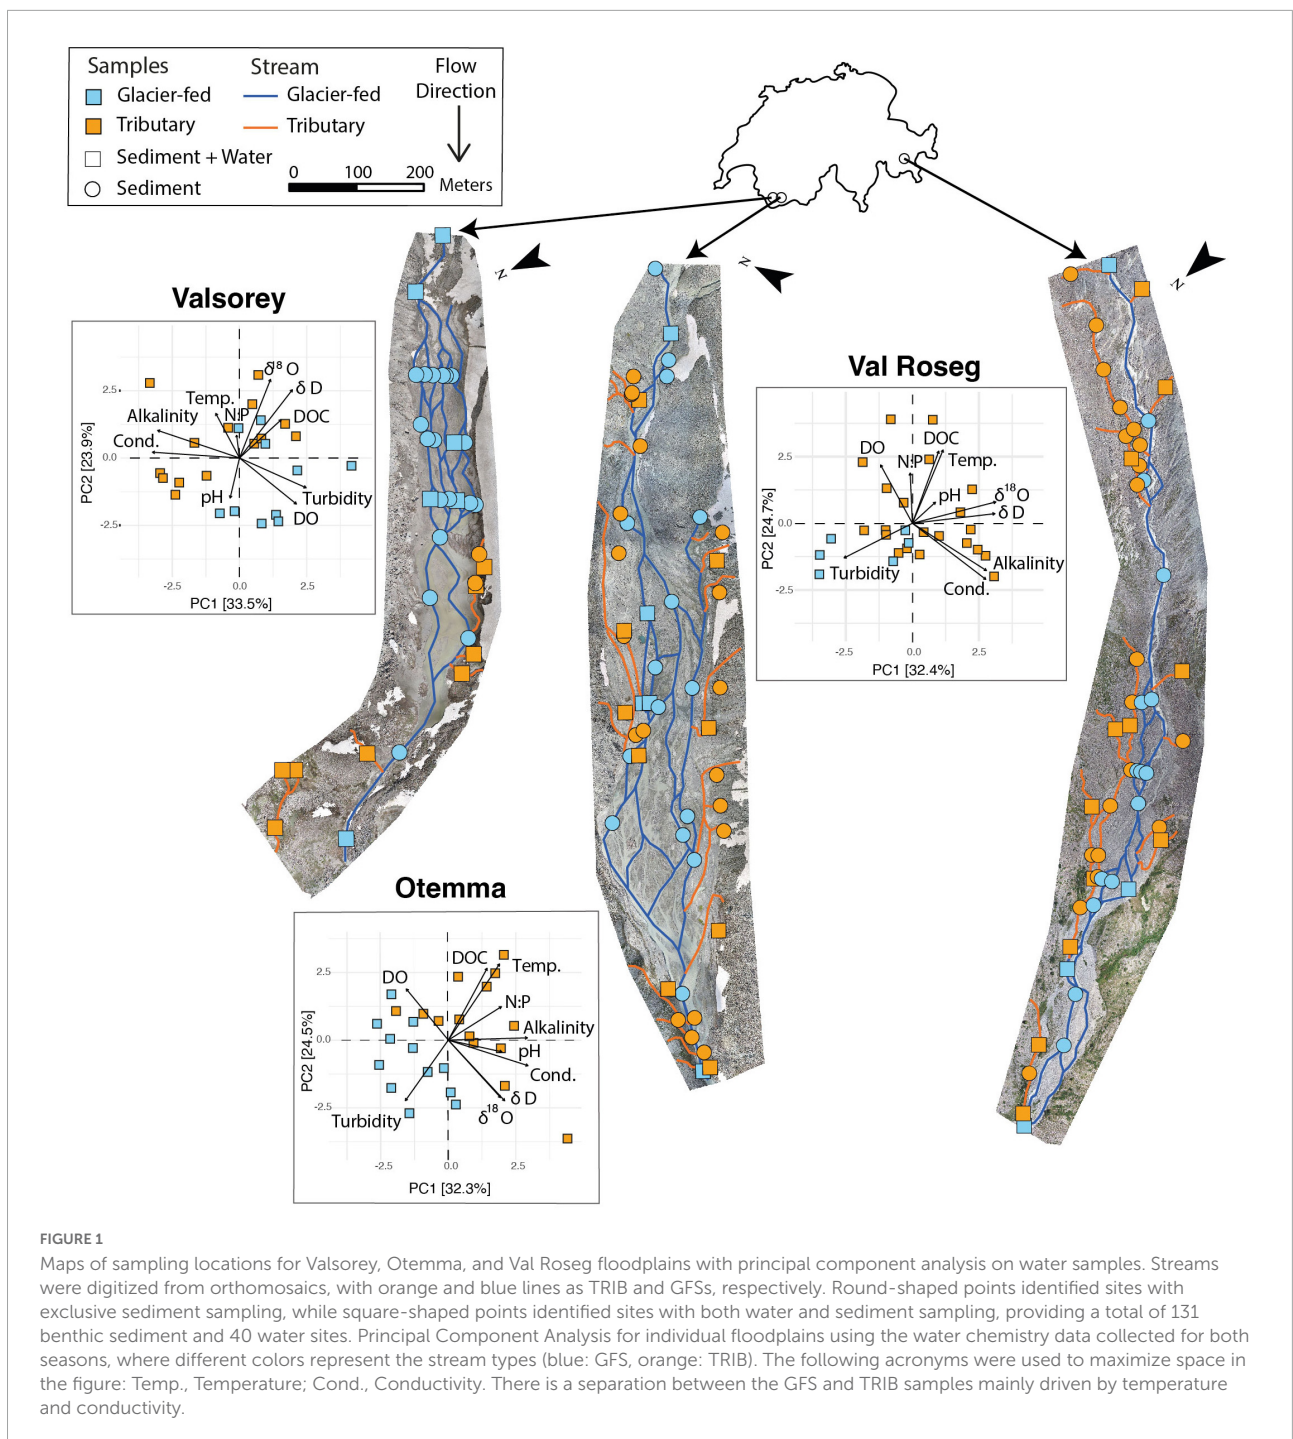 Samples
Stream
Flow
Direction
Glacier-fed
Glacier-fed
Tributary
Tributary
Sediment + Water
Sediment
0 100 200
Meters
N
N
N
Valsorey
δ18 O
δ D
Temp.
N:P
DOC
Alkalinity
Cond.
pH
Turbidity
DO
2.5
0.0
-2.5
PC2 [23.9%]
-2.5 0.0 2.5
PC1 [33.5%]
Val Roseg
DO
DOC
N:P
Temp.
pH
δ18O
δ D
Turbidity
Alkalinity
Cond.
2.5
0.0
-2.5
PC2 [24.7%]
-2.5 0.0 2.5
PC1 [32.4%]
Otemma
DOC
Temp.
DO
N:P
Alkalinity
pH
Cond.
δ D
δ18 O
Turbidity
2.5
0.0
-2.5
PC2 [24.5%]
-2.5 0.0 2.5
PC1 [32.3%]
FIGURE 1
Maps of sampling locations for Valsorey, Otemma, and Val Roseg floodplains with principal component analysis on water samples. Streams
were digitized from orthomosaics, with orange and blue lines as TRIB and GFSs, respectively. Round-shaped points identified sites with
exclusive sediment sampling, while square-shaped points identified sites with both water and sediment sampling, providing a total of 131
benthic sediment and 40 water sites. Principal Component Analysis for individual floodplains using the water chemistry data collected for both
seasons, where different colors represent the stream types (blue: GFS, orange: TRIB). The following acronyms were used to maximize space in
the figure: Temp., Temperature; Cond., Conductivity. There is a separation between the GFS and TRIB samples mainly driven by temperature
and conductivity.